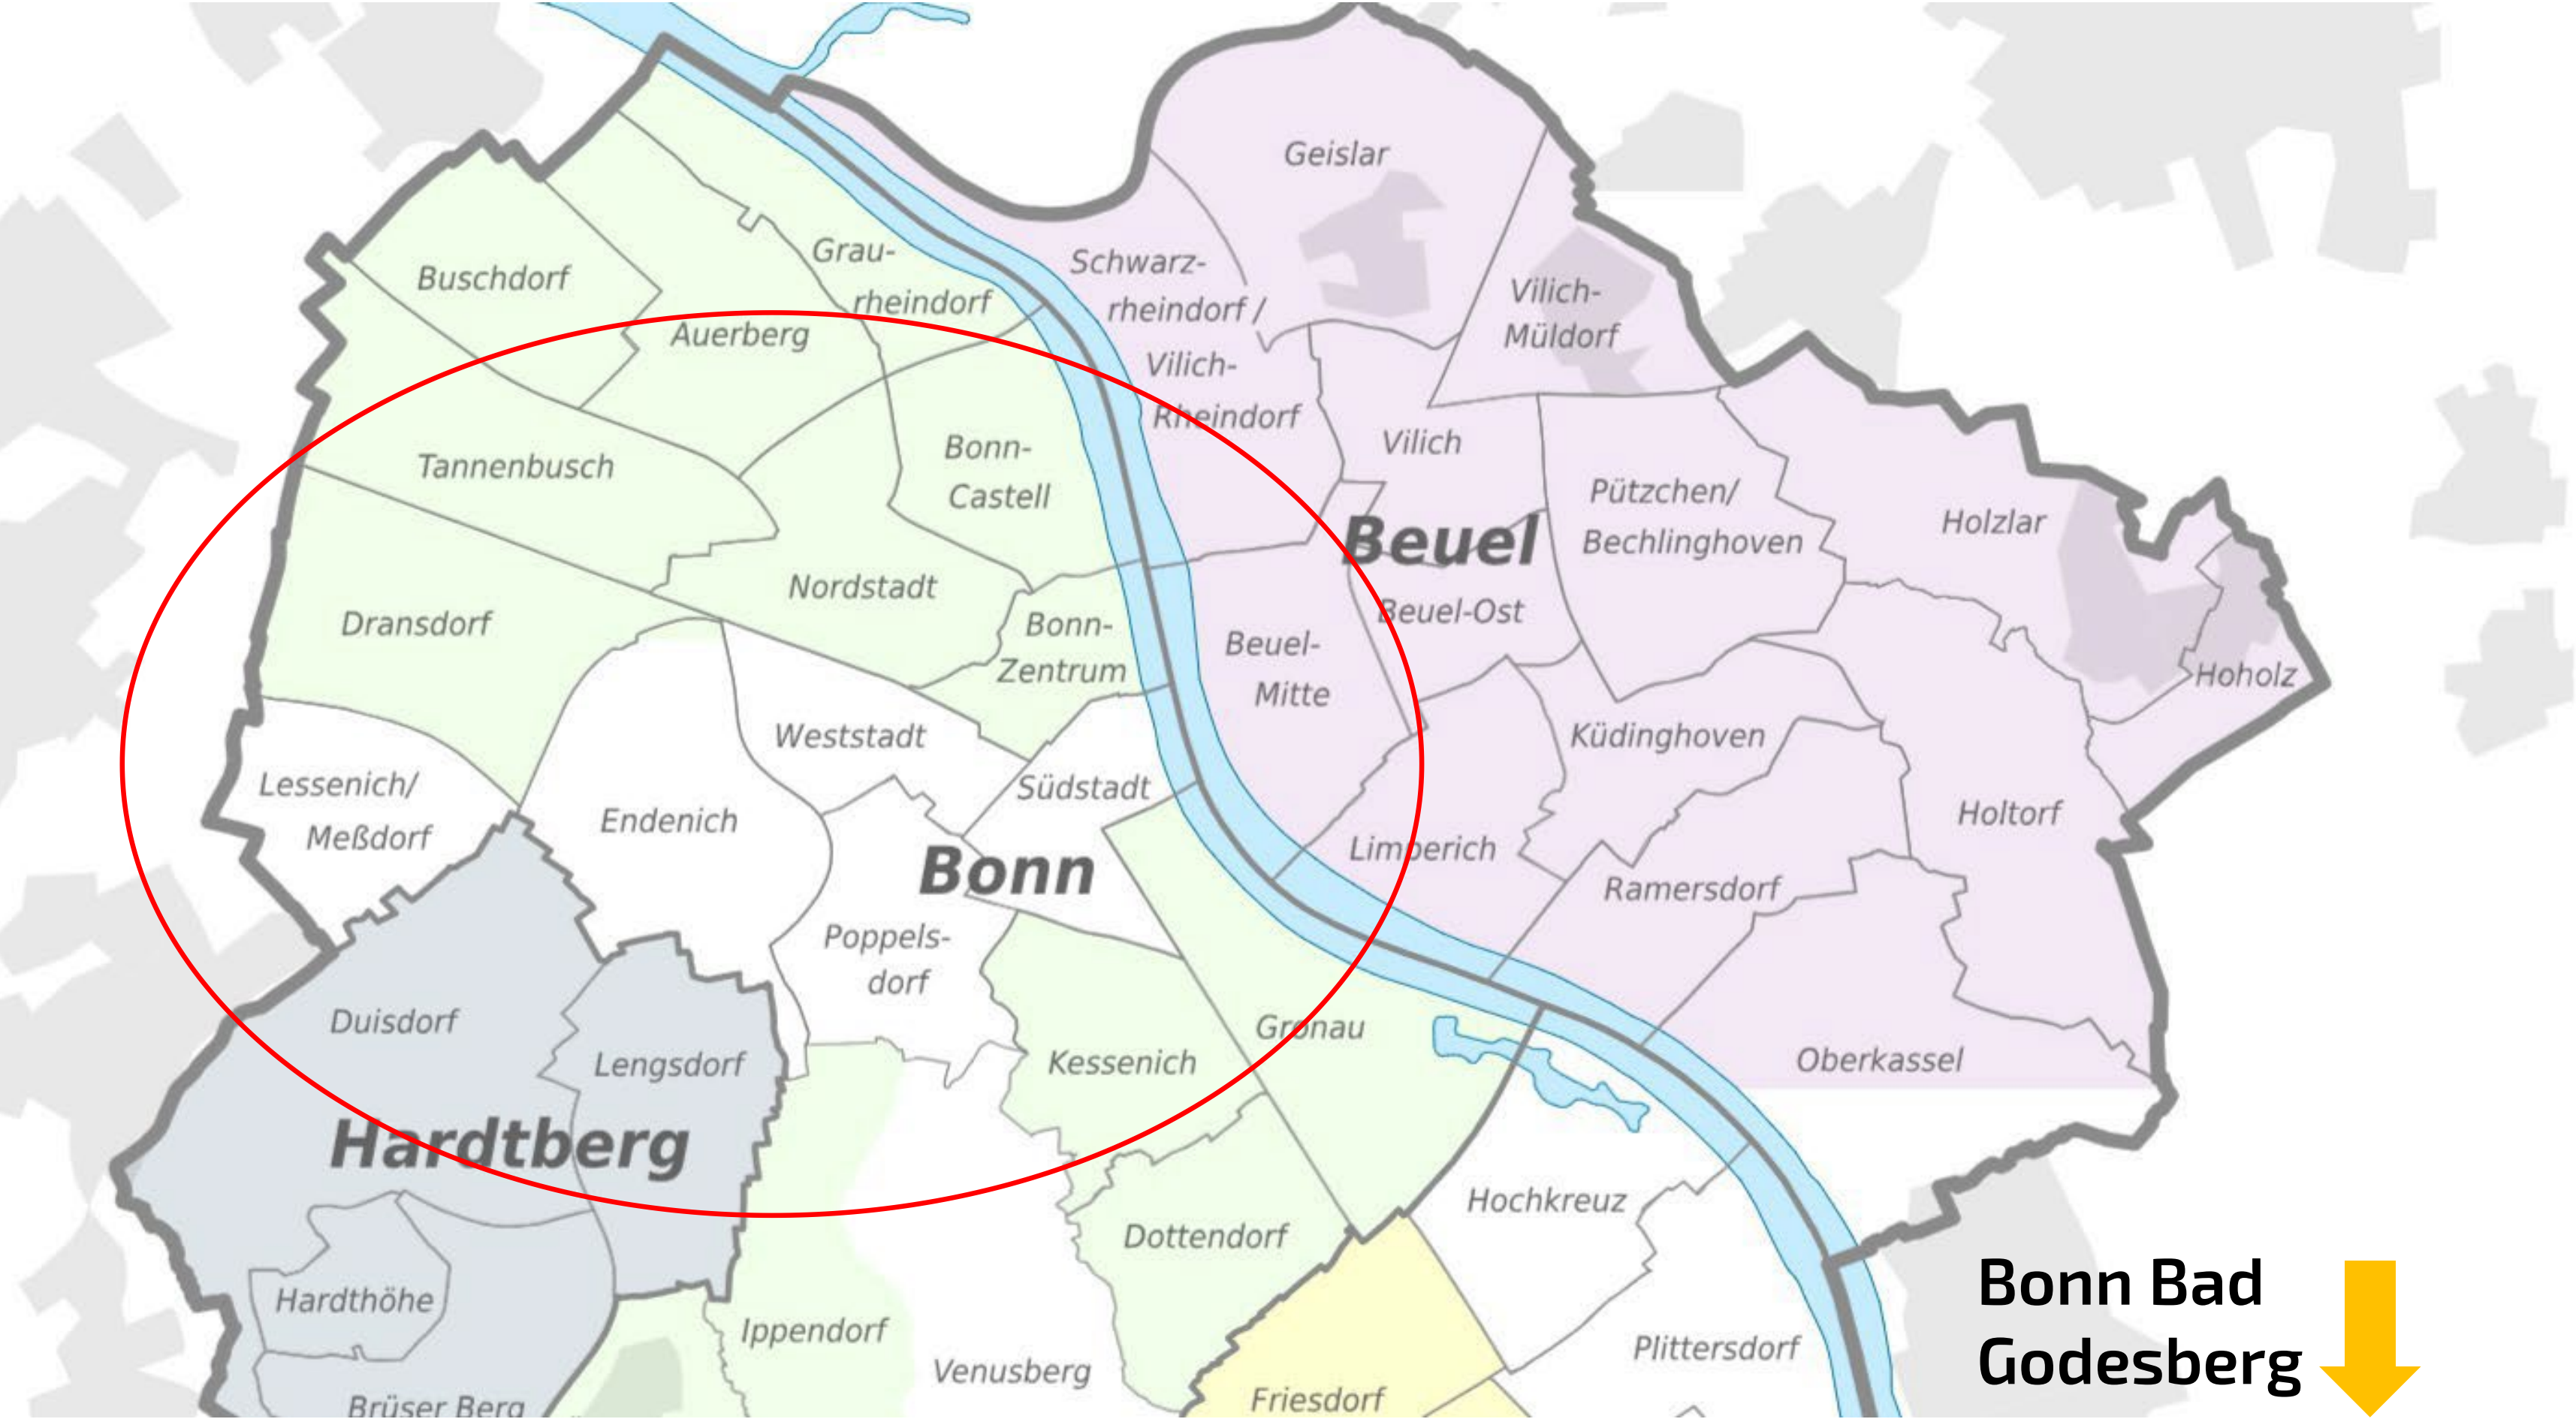 Geislar
Buschdorf
Grau-
rheindorf
Schwarz-
rheindorf /
Vilich-
Rheindorf
Vilich-
Müldorf
Auerberg
Tannenbusch
Bonn-
Castell
Vilich
Pützchen/
Bechlinghoven
Holzlar
Beuel
Beuel-Ost
Dransdorf
Nordstadt
Bonn-
Zentrum
Beuel-
Mitte
Hoholz
Weststadt
Küdinghoven
Lessenich/
Meßdorf
Endenich
Südstadt
Limperich
Holtorf
Bonn
Ramersdorf
Poppels-
dorf
Duisdorf
Lengsdorf
Kessenich
Gronau
Oberkassel
Hardtberg
Hochkreuz
Dottendorf
Hardthöhe
Ippendorf
Venusberg
Plittersdorf
Brüser Berg
Friesdorf
Bonn Bad
Godesberg